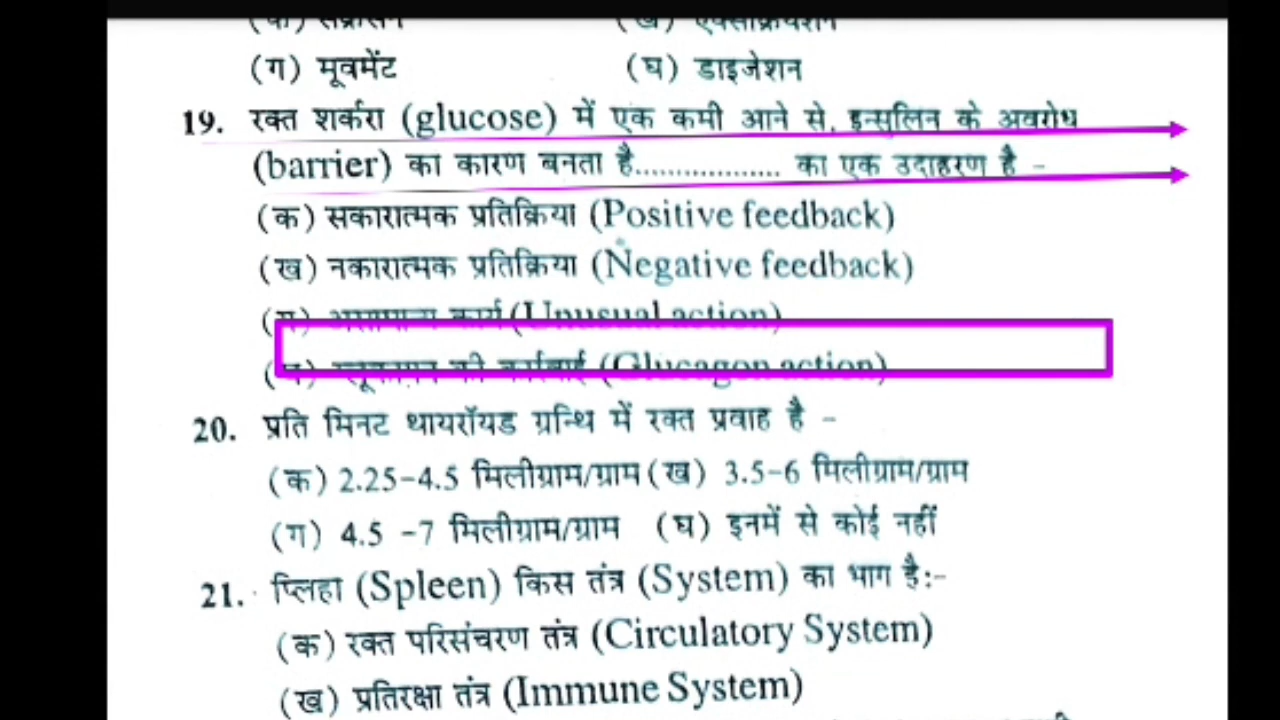 (ग) मूवमेंट (घ) डाइजेशन
19. रक्त शर्करा (glucose) में एक कमी आने से, इन्सुलिन के अवरोध
(barrier) का कारण बनता है................. का एक उदाहरण है -
(क) सकारात्मक प्रतिक्रिया (Positive feedback)
(ख) नकारात्मक प्रतिक्रिया (Negative feedback)
(ग) कार्य (Unusual action)
(Glucagon action)
20. प्रति मिनट थायरॉयड ग्रन्थि में रक्त प्रवाह है -
(क) 2.25-4.5 मिलीग्राम/ग्राम (ख) 3.5-6 मिलीग्राम/ग्राम
(ग) 4.5 -7 मिलीग्राम/ग्राम (घ) इनमें से कोई नहीं
21. प्लिहा (Spleen) किस तंत्र (System) का भाग है:-
(क) रक्त परिसंचरण तंत्र (Circulatory System)
(ख) प्रतिरक्षा तंत्र (Immune System)